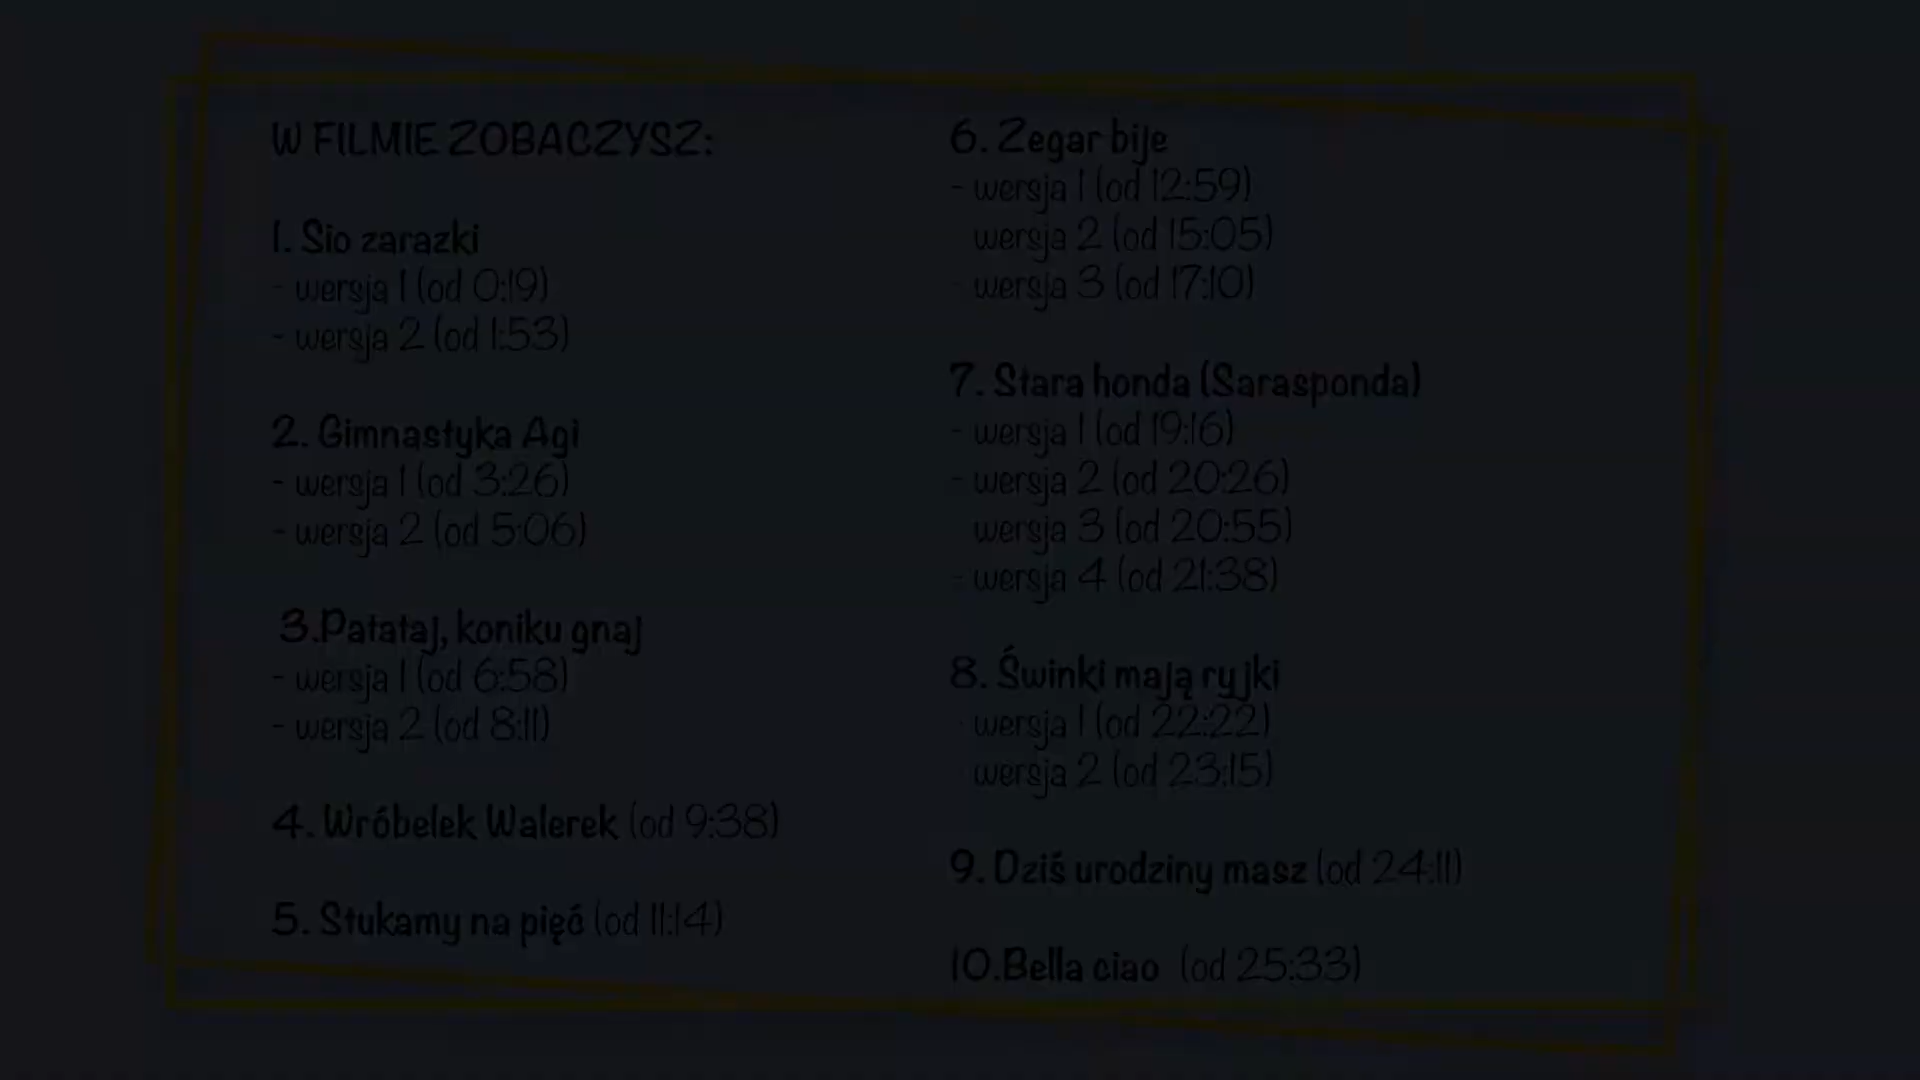 W FILMIE ZOBACZYSZ:
1. Sio zarazki
- wersja 1 (od 0:19)
- wersja 2 (od 1:53)
2. Gimnastyka Agi
- wersja 1 (od 3:26)
- wersja 2 (od 5:06)
3.Patataj, koniku gnaj
- wersja 1 (od 6:58)
- wersja 2 (od 8:11)
4. Wróbelek Walerek (od 9:38)
5. Stukamy na pięć (od 11:14)
6. Zegar bije
- wersja 1 (od 12:59)
wersja 2 (od 15:05)
- wersja 3 (od 17:10)
7. Stara honda (Sarasponda)
- wersja 1 (od 19:16)
- wersja 2 (od 20:26)
wersja 3 (od 20:55)
- wersja 4 (od 21:38)
8. Świnki mają ryjki
- wersja 1 (od 22:22)
- wersja 2 (od 23:15)
9. Dziś urodziny masz (od 24:11)
10.Bella ciao (od 25:33)